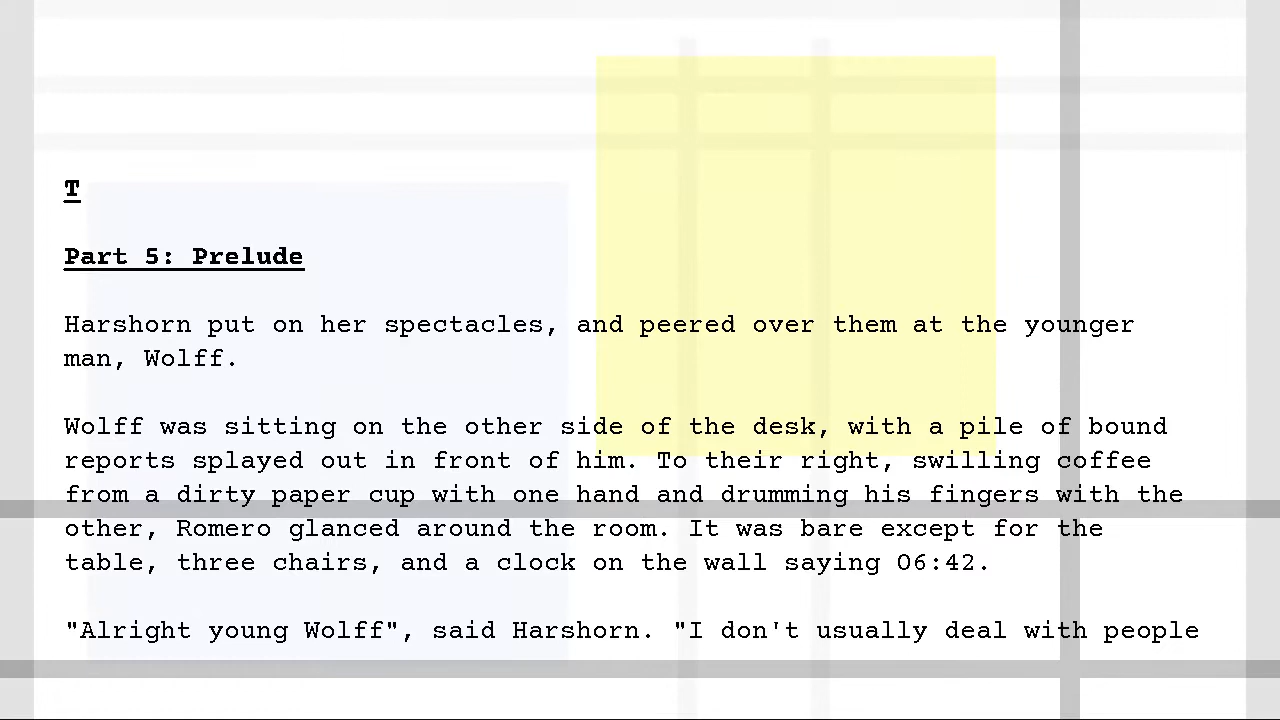 T
Part 5: Prelude
Harshorn put on her spectacles, and peered over them at the younger
man, Wolff.
Wolff was sitting on the other side of the desk, with a pile of bound
reports splayed out in front of him. To their right, swilling coffee
from a dirty paper cup with one hand and drumming his fingers with the
other, Romero glanced around the room. It was bare except for the
table, three chairs, and a clock on the wall saying 06:42.
"Alright young Wolff", said Harshorn. "I don't usually deal with people